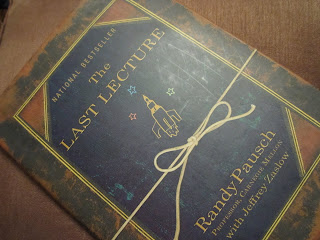 NATIONAL BESTSELLER
The
LAST LECTURE
Randy Pausch
PROFESSOR, CARNEGIE MELLON
with Jeffrey Zaslow